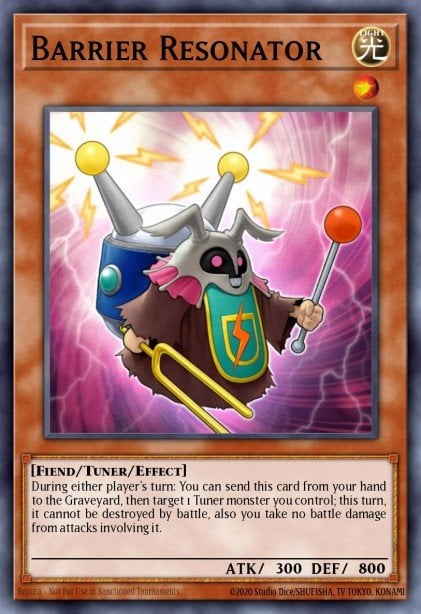 BARRIER RESONATOR
LIGHT
光
[FIEND/TUNER/EFFECT]
During either player's turn: You can send this card from your hand
to the Graveyard, then target 1 Tuner monster you control; this turn,
it cannot be destroyed by battle, also you take no battle damage
from attacks involving it.
ATK/ 300 DEF/ 800
Replica - Not For Use in Sanctioned Tournaments
©2020 Studio Dice/SHUEISHA, TV TOKYO, KONAMI